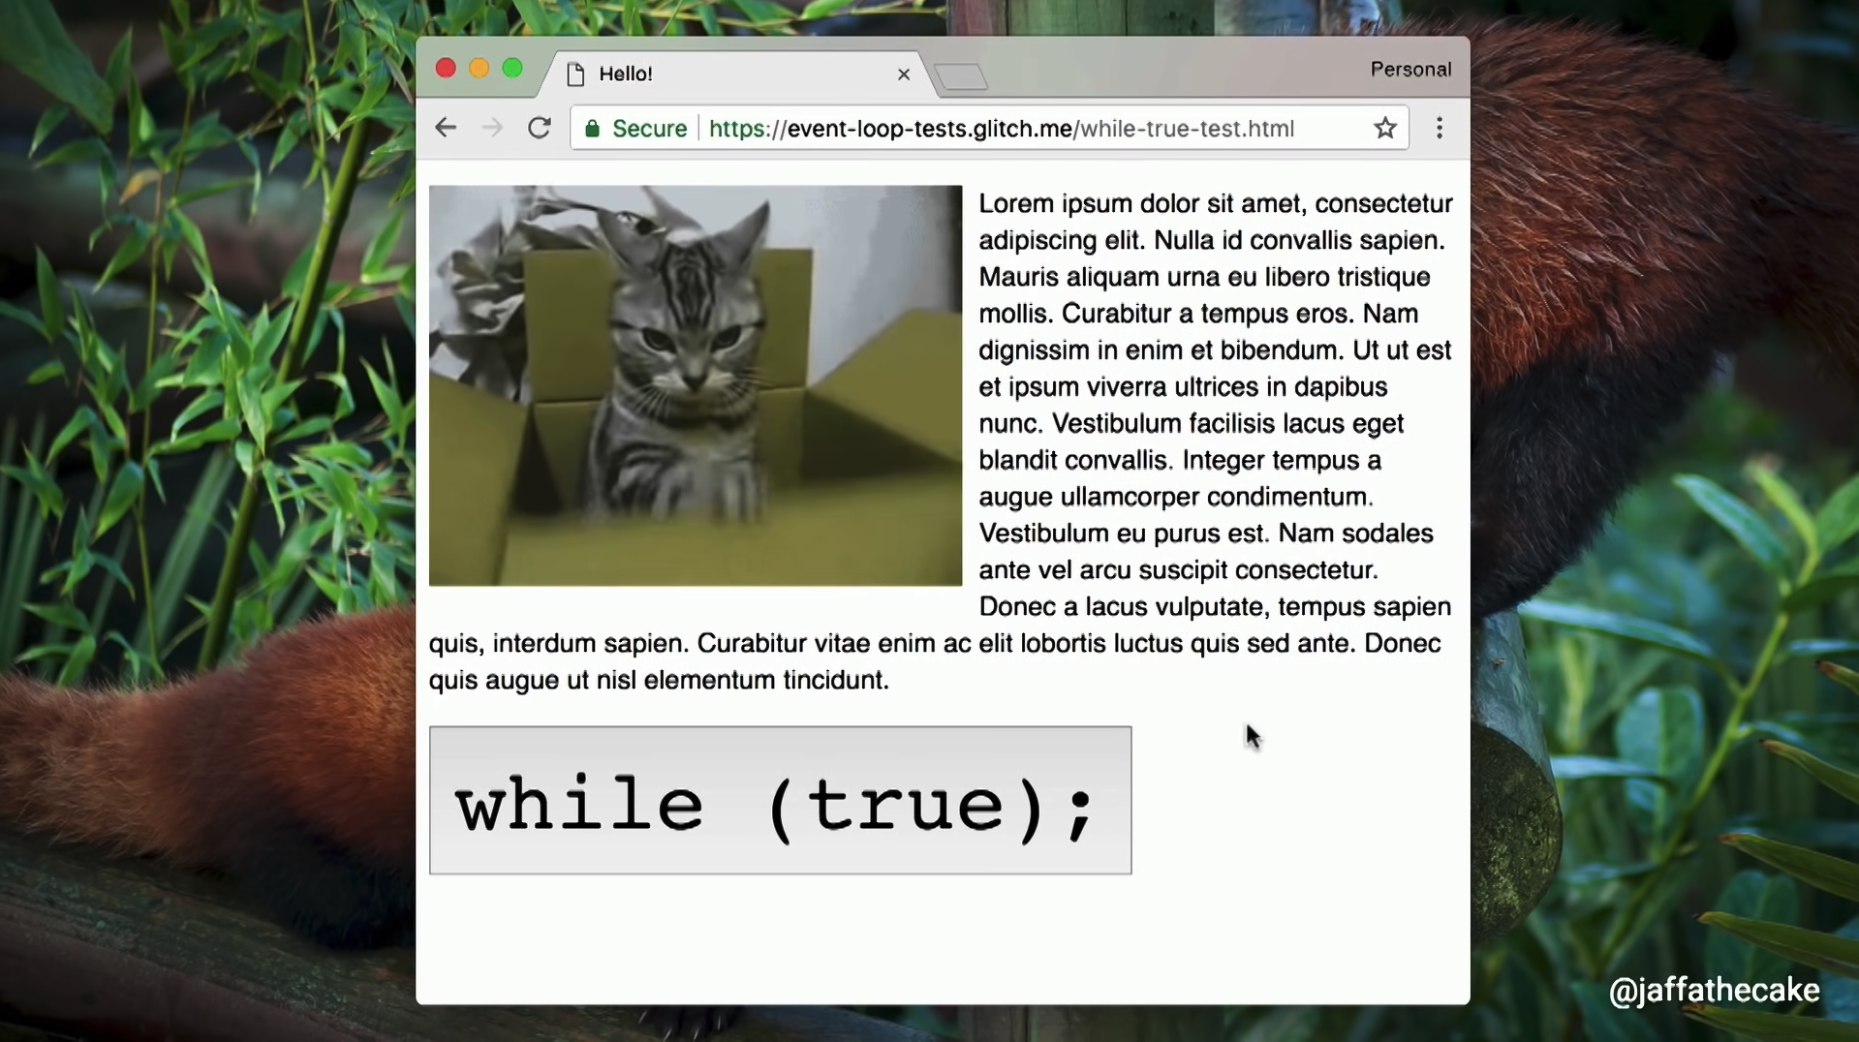 Hello!
Personal
Secure
https://event-loop-tests.glitch.me/while-true-test.html
Lorem ipsum dolor sit amet, consectetur
adipiscing elit. Nulla id convallis sapien.
Mauris aliquam urna eu libero tristique
mollis. Curabitur a tempus eros. Nam
dignissim in enim et bibendum. Ut ut est
et ipsum viverra ultrices in dapibus
nunc. Vestibulum facilisis lacus eget
blandit convallis. Integer tempus a
augue ullamcorper condimentum.
Vestibulum eu purus est. Nam sodales
ante vel arcu suscipit consectetur.
Donec a lacus vulputate, tempus sapien
quis, interdum sapien. Curabitur vitae enim ac elit lobortis luctus quis sed ante. Donec
quis augue ut nisl elementum tincidunt.
while (true);
@jaffathecake